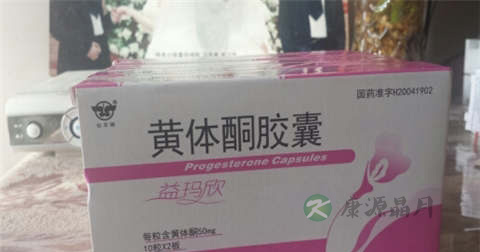 国药准字H20041902
黄体酮胶囊
Progesterone Capsules
益玛欣
每粒含黄体酮50mg
10粒X2板
康源晶月